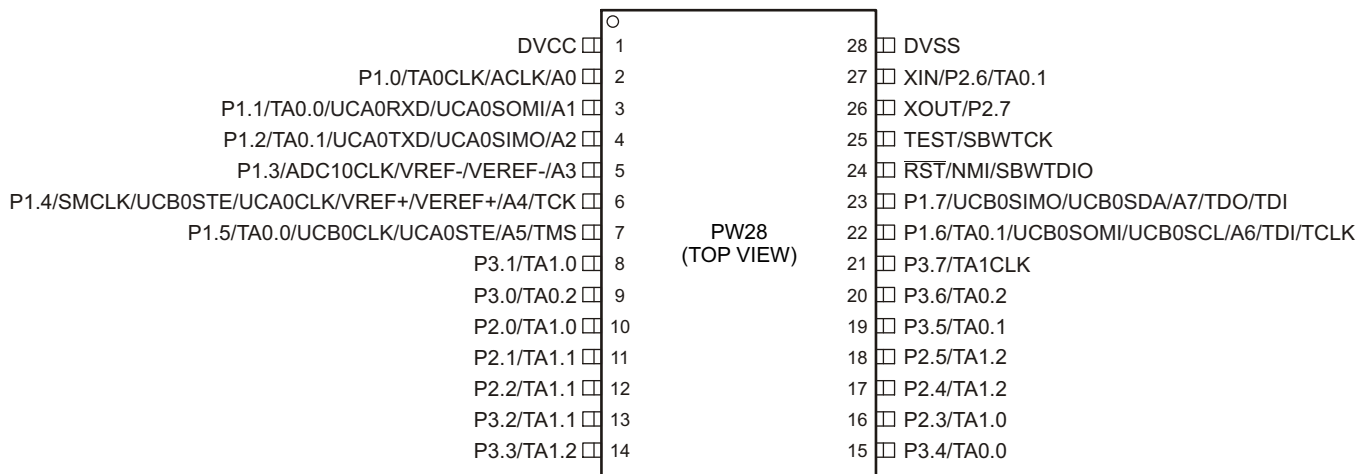 DVCC 1 28 DVSS
P1.0/TA0CLK/ACLK/A0 2 27 XIN/P2.6/TA0.1
P1.1/TA0.0/UCA0RXD/UCA0SOMI/A1 3 26 XOUT/P2.7
P1.2/TA0.1/UCA0TXD/UCA0SIMO/A2 4 25 TEST/SBWTCK
P1.3/ADC10CLK/VREF-/VEREF-/A3 5 24 RST/NMI/SBWTDIO
P1.4/SMCLK/UCB0STE/UCA0CLK/VREF+/VEREF+/A4/TCK 6 23 P1.7/UCB0SIMO/UCB0SDA/A7/TDO/TDI
P1.5/TA0.0/UCB0CLK/UCA0STE/A5/TMS 7 PW28 22 P1.6/TA0.1/UCB0SOMI/UCB0SCL/A6/TDI/TCLK
(TOP VIEW)
P3.1/TA1.0 8 21 P3.7/TA1CLK
P3.0/TA0.2 9 20 P3.6/TA0.2
P2.0/TA1.0 10 19 P3.5/TA0.1
P2.1/TA1.1 11 18 P2.5/TA1.2
P2.2/TA1.1 12 17 P2.4/TA1.2
P3.2/TA1.1 13 16 P2.3/TA1.0
P3.3/TA1.2 14 15 P3.4/TA0.0